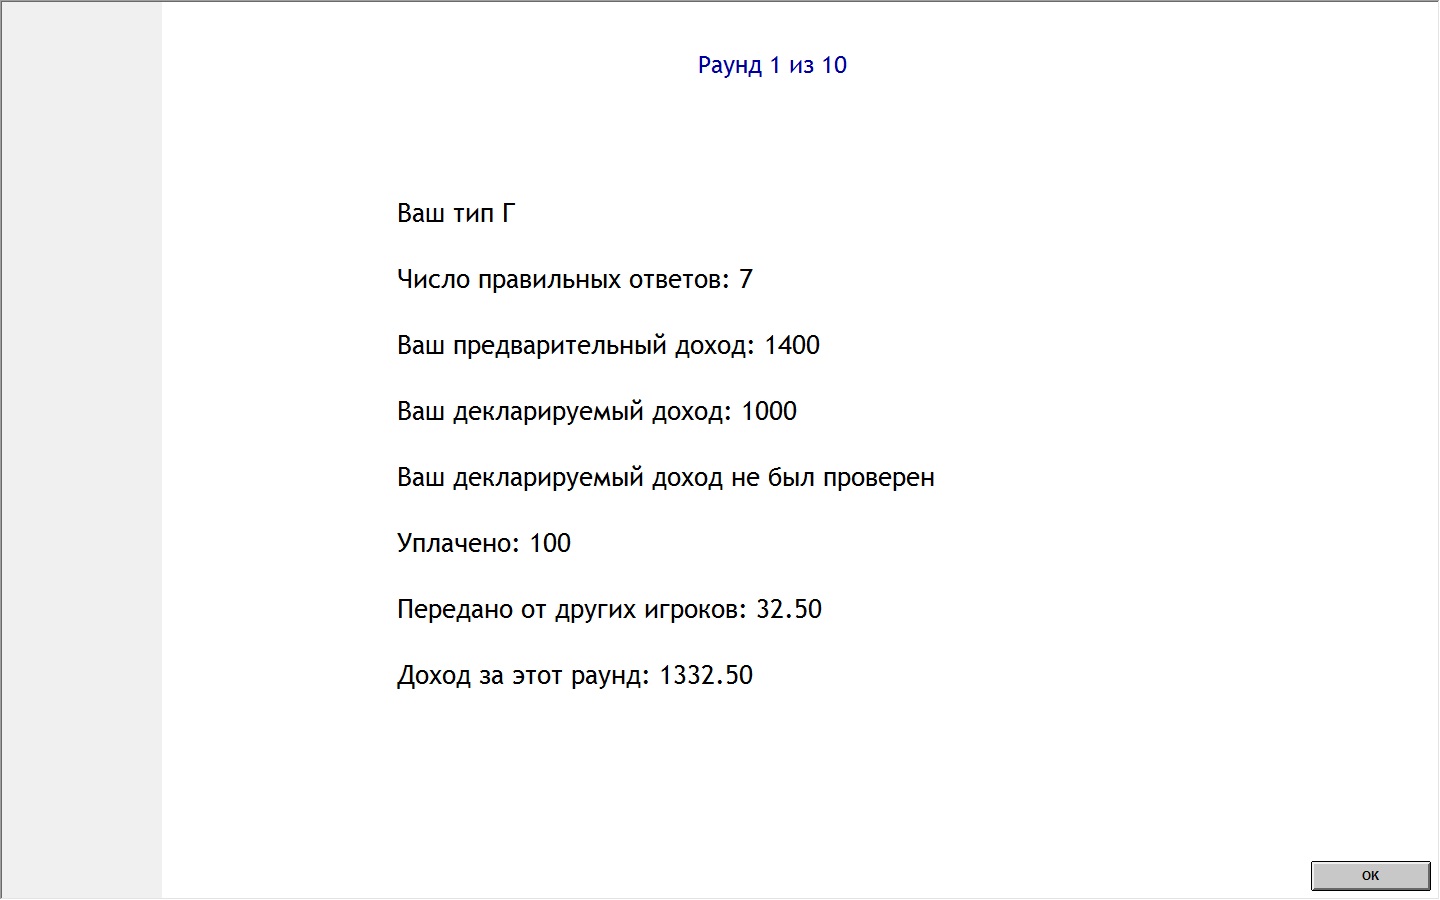 Раунд 1 из 10
Ваш тип Г
Число правильных ответов: 7
Ваш предварительный доход: 1400
Ваш декларируемый доход: 1000
Ваш декларируемый доход не был проверен
Уплачено: 100
Передано от других игроков: 32.50
Доход за этот раунд: 1332.50
ОК